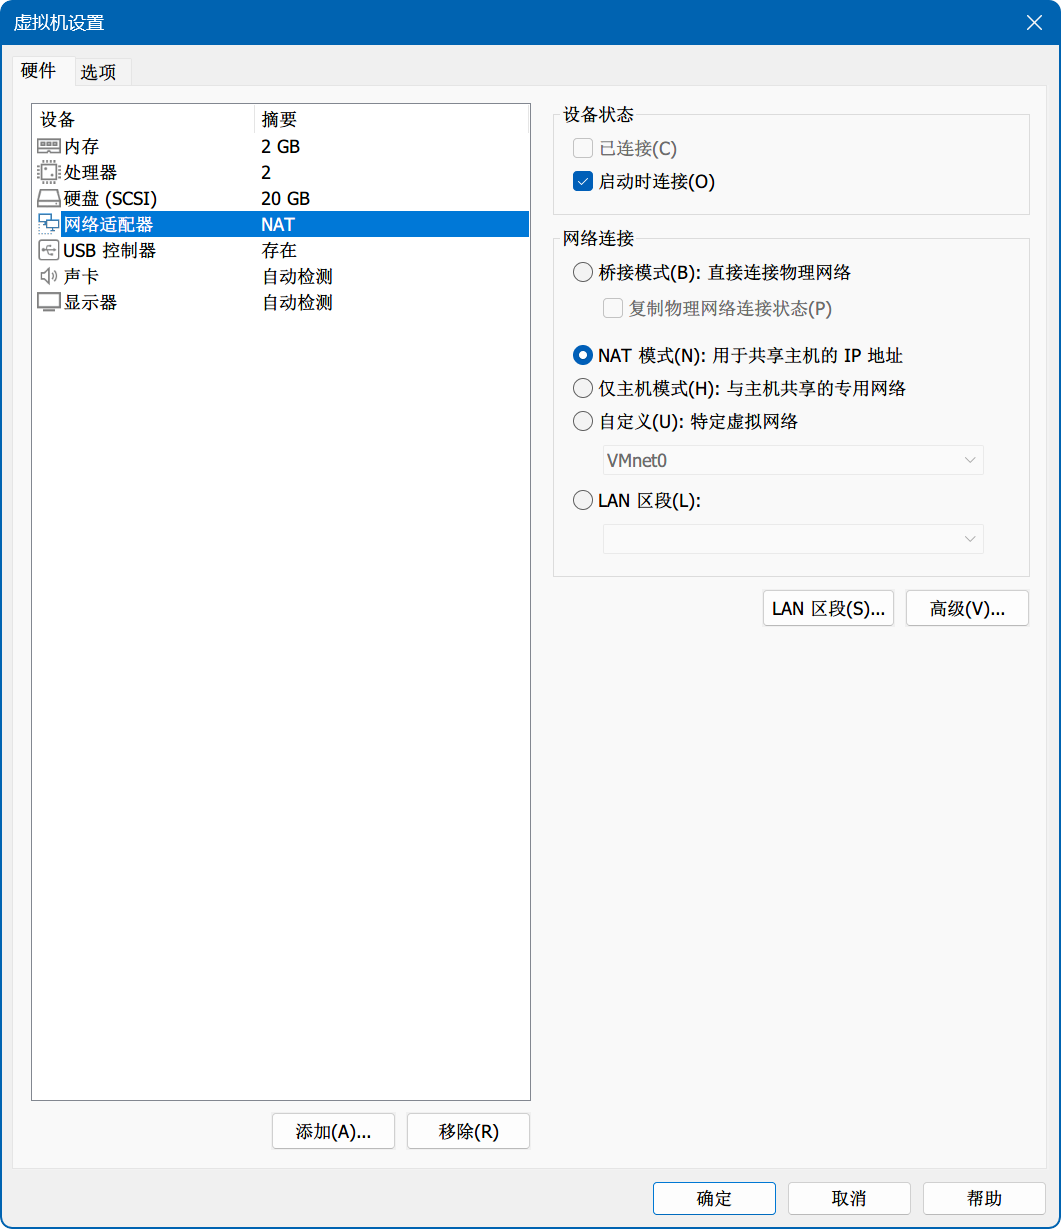 虚拟机设置
硬件 选项
设备 摘要
内存 2 GB
处理器 2
硬盘 (SCSI) 20 GB
网络适配器 NAT
USB 控制器 存在
声卡 自动检测
显示器 自动检测
添加(A)... 移除(R)
设备状态
已连接(C)
启动时连接(O)
网络连接
桥接模式(B): 直接连接物理网络
复制物理网络连接状态(P)
NAT 模式(N): 用于共享主机的 IP 地址
仅主机模式(H): 与主机共享的专用网络
自定义(U): 特定虚拟网络
VMnet0
LAN 区段(L):
LAN 区段(S)... 高级(V)...
确定 取消 帮助